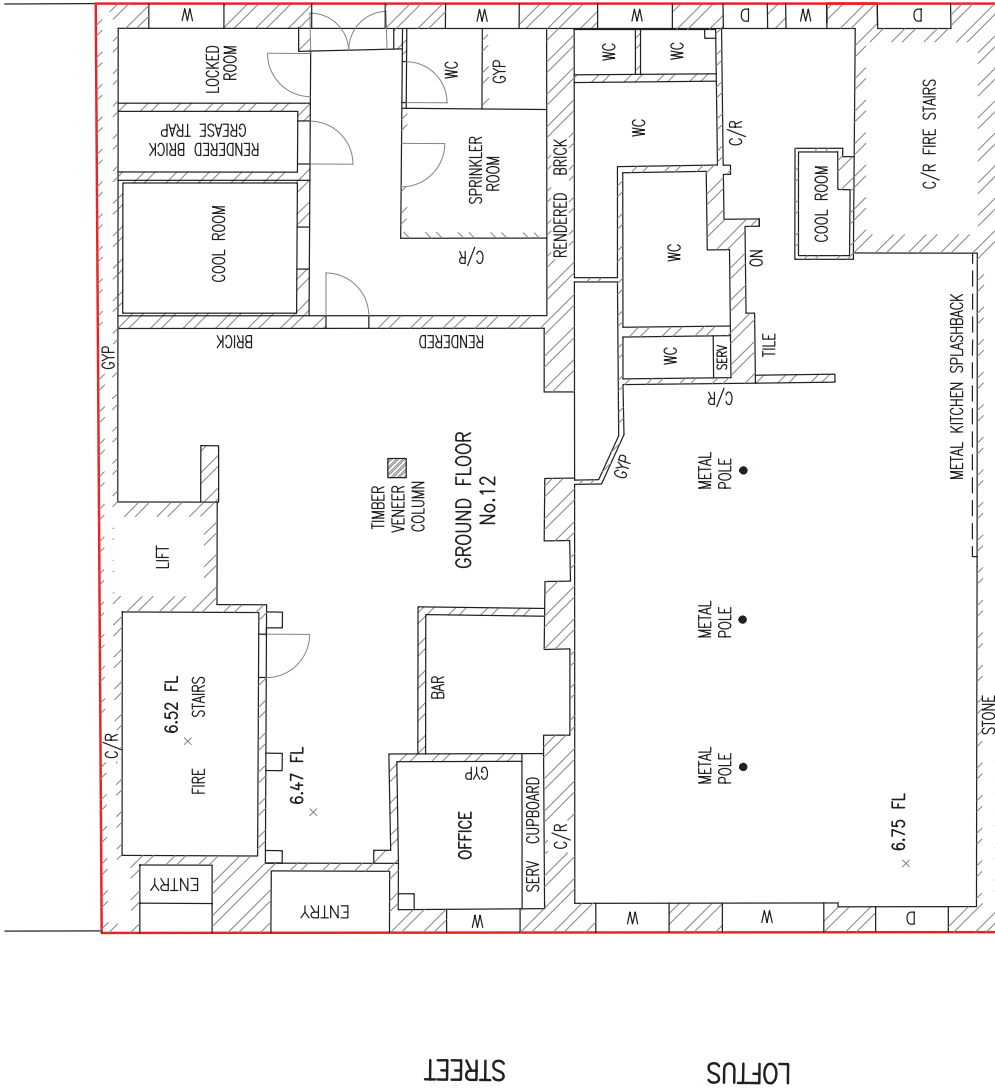 W
W
W
D
W
D
LOCKED
ROOM
WC
GYP
WC
WC
RENDERED BRICK
GREASE TRAP
WC
C/R
C/R FIRE STAIRS
SPRINKLER
ROOM
RENDERED BRICK
COOL ROOM
C/R
WC
ON
COOL ROOM
GYP
BRICK
RENDERED
WC
SERV
TILE
C/R
METAL KITCHEN SPLASHBACK
TIMBER
VENEER
COLUMN
GROUND FLOOR
No.12
GYP
METAL
POLE
LIFT
METAL
POLE
C/R
6.52 FL
FIRE STAIRS
BAR
STONE
6.47 FL
GYP
METAL
POLE
OFFICE
SERV CUPBOARD
C/R
6.75 FL
ENTRY
ENTRY
W
W
W
D
STREET
LOFTUS